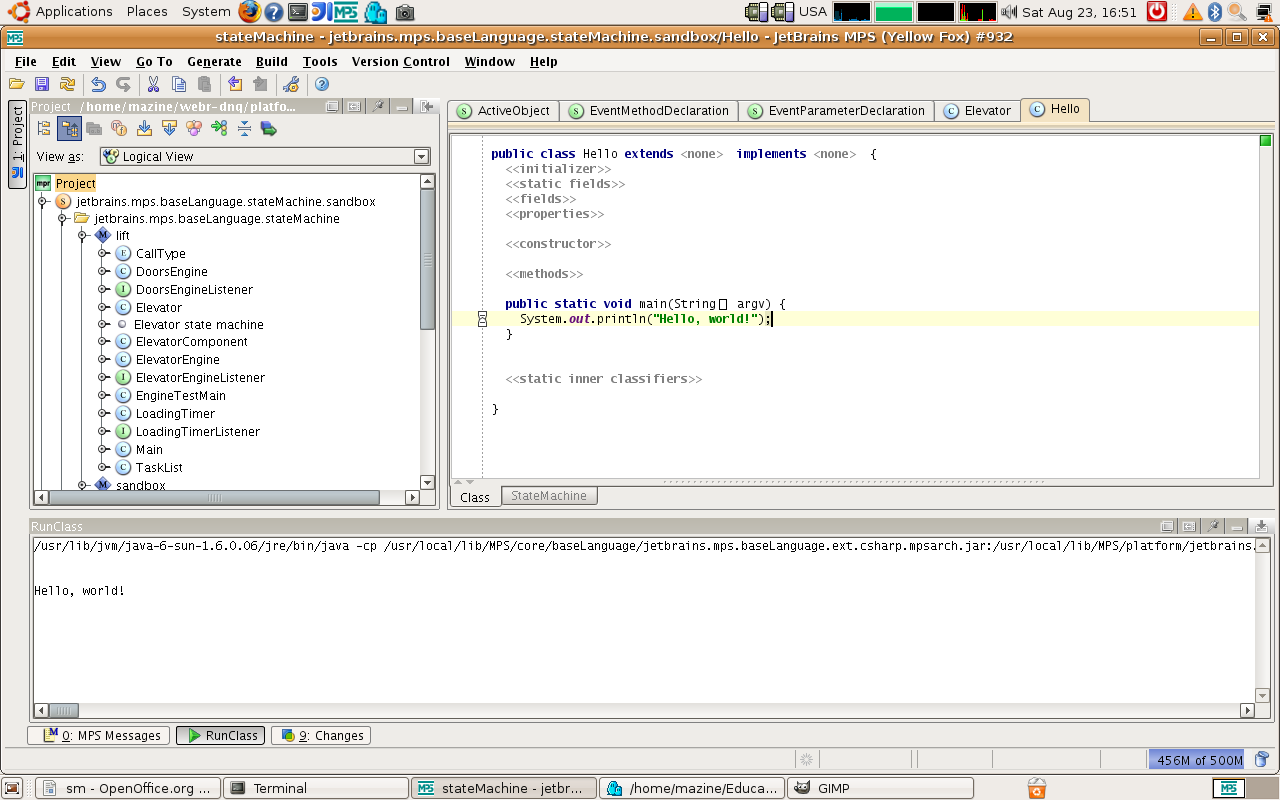 Applications Places System USA Sat Aug 23, 16:51
stateMachine - jetbrains.mps.baseLanguage.stateMachine.sandbox/Hello - JetBrains MPS (Yellow Fox) #932
File Edit View Go To Generate Build Tools Version Control Window Help
1: Project
Project /home/mazine/webr-dnq/platfo...
View as: Logical View
Project
jetbrains.mps.baseLanguage.stateMachine.sandbox
jetbrains.mps.baseLanguage.stateMachine
lift
CallType
DoorsEngine
DoorsEngineListener
Elevator
Elevator state machine
ElevatorComponent
ElevatorEngine
ElevatorEngineListener
EngineTestMain
LoadingTimer
LoadingTimerListener
Main
TaskList
sandbox
ActiveObject EventMethodDeclaration EventParameterDeclaration Elevator Hello
public class Hello extends <none> implements <none> {
<<initializer>>
<<static fields>>
<<fields>>
<<properties>>
<<constructor>>
<<methods>>
public static void main(String[] argv) {
System.out.println("Hello, world!");
}
<<static inner classifiers>>
}
Class StateMachine
RunClass
/usr/lib/jvm/java-6-sun-1.6.0.06/jre/bin/java -cp /usr/local/lib/MPS/core/baseLanguage/jetbrains.mps.baseLanguage.ext.csharp.mpsarch.jar:/usr/local/lib/MPS/platform/jetbrains.
Hello, world!
0: MPS Messages RunClass 9: Changes
456M of 500M
sm - OpenOffice.org ... Terminal stateMachine - jetbr... /home/mazine/Educa... GIMP